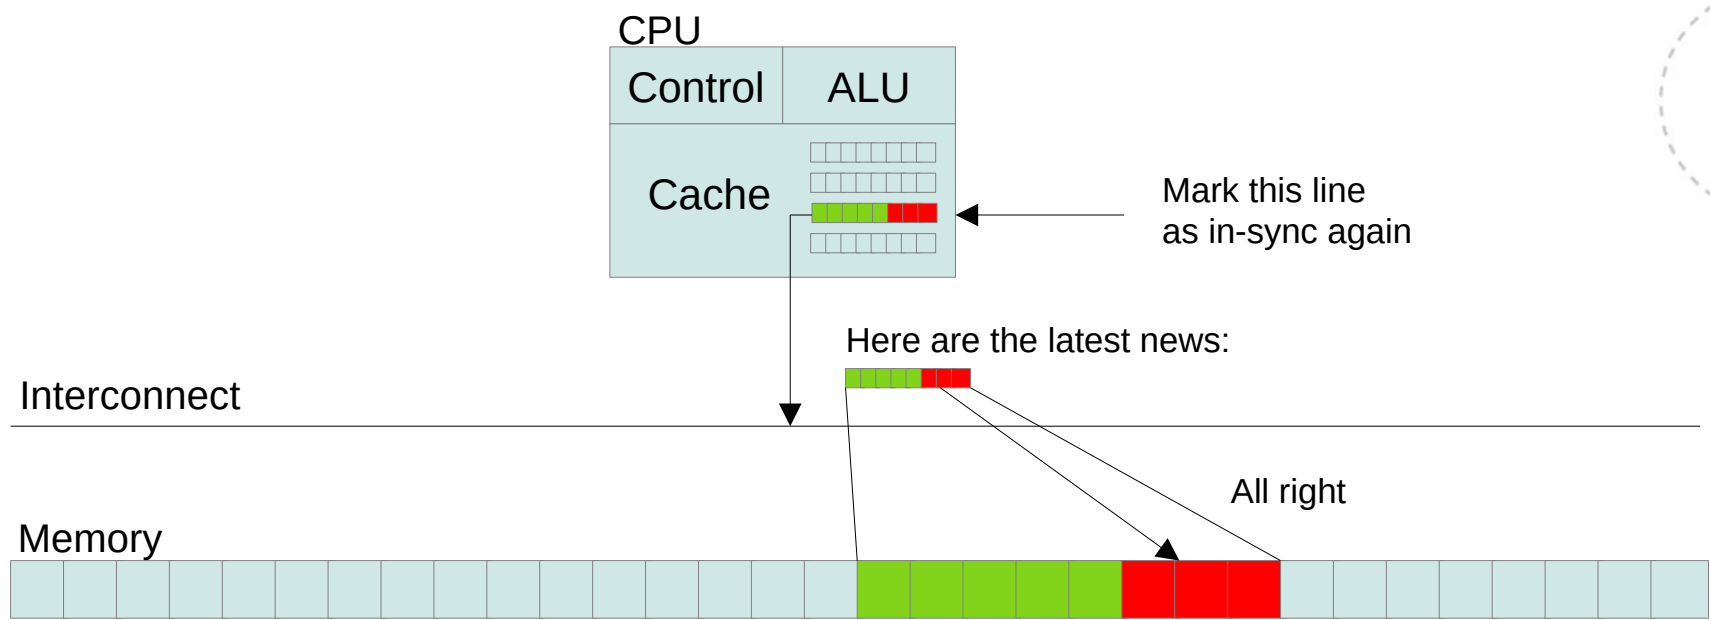 CPU
Control
ALU
Cache
Mark this line
as in-sync again
Here are the latest news:
Interconnect
All right
Memory